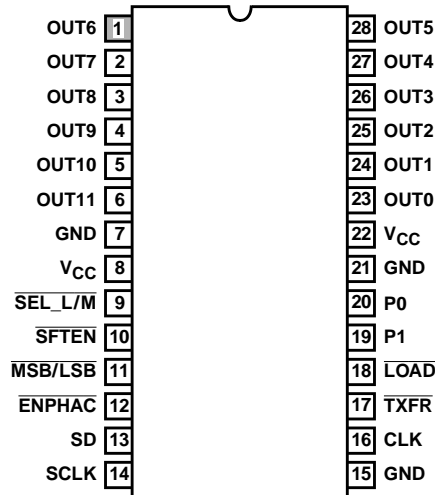 OUT6 1 28 OUT5
OUT7 2 27 OUT4
OUT8 3 26 OUT3
OUT9 4 25 OUT2
OUT10 5 24 OUT1
OUT11 6 23 OUT0
GND 7 22 VCC
VCC 8 21 GND
SEL_L/M 9 20 P0
SFTEN 10 19 P1
MSB/LSB 11 18 LOAD
ENPHAC 12 17 TXFR
SD 13 16 CLK
SCLK 14 15 GND